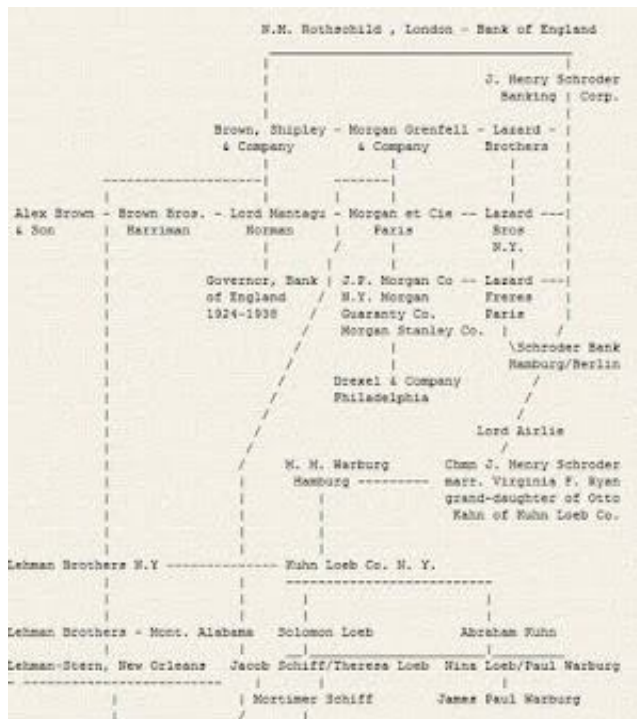 N.M. Rothschild , London - Bank of England
J. Henry Schroder
Banking | Corp.
Brown, Shipley - Morgan Grenfell - Lazard -
& Company & Company Brothers
Alex Brown - Brown Bros. - Lord Mantagu - Morgan et Cie -- Lazard ---|
& Son Harriman Norman Paris Bros
N.Y.
Governor, Bank J.P. Morgan Co -- Lazard ---|
of England N.Y. Morgan Freres
1924-1938 Guaranty Co. Paris
Morgan Stanley Co.
\Schroder Bank
Hamburg/Berlin
Drexel & Company
Philadelphia
Lord Airlie
M. M. Warburg Chmn J. Henry Schroder
Hamburg --------- marr. Virginia F. Ryan
grand-daughter of Otto
Kahn of Kuhn Loeb Co.
Lehman Brothers N.Y -------------- Kuhn Loeb Co. N. Y.
Lehman Brothers - Mont. Alabama Solomon Loeb Abraham Kuhn
Lehman-Stern, New Orleans Jacob Schiff/Theresa Loeb Nina Loeb/Paul Warburg
Mortimer Schiff James Paul Warburg